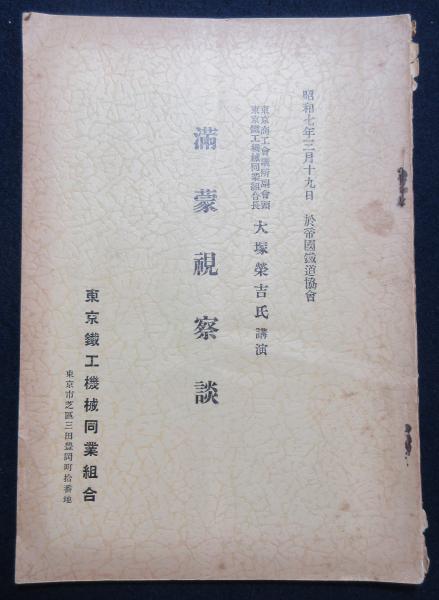 昭和七年三月十九日　於帝國鐵道協會
東京商工會議所副會頭
東京鐵工機械同業組合長
大塚榮吉氏講演
滿蒙視察談
東京鐵工機械同業組合
東京市芝區三田豊岡町拾番地